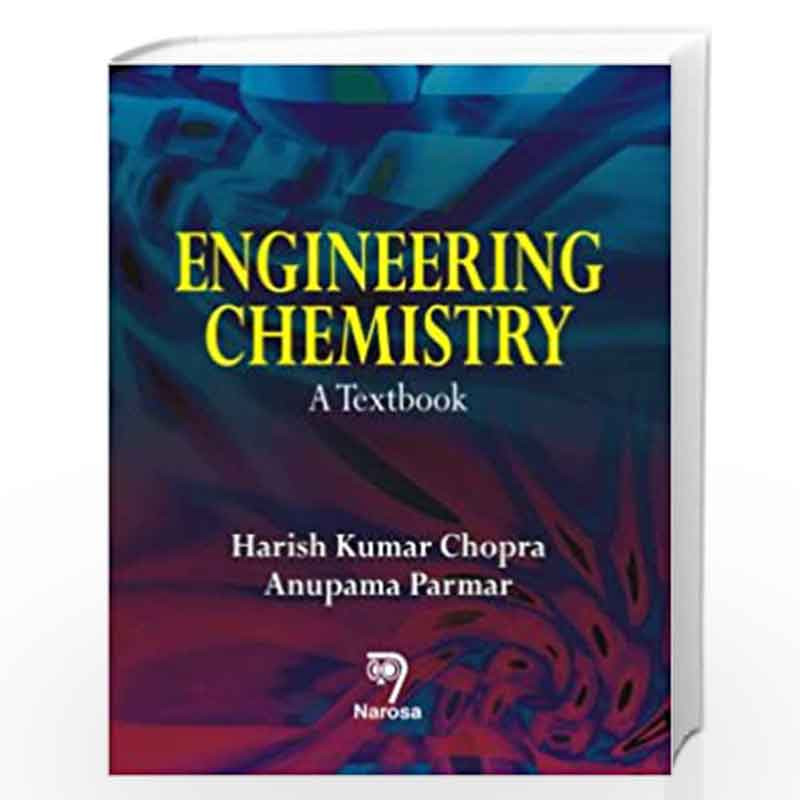 ENGINEERING
CHEMISTRY
A Textbook
Harish Kumar Chopra
Anupama Parmar
Narosa